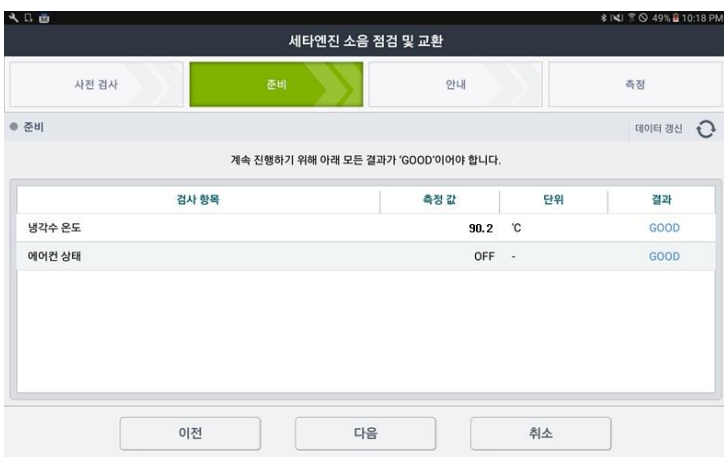 49% 10:18 PM
세타엔진 소음 점검 및 교환
사전 검사 준비 안내 측정
준비 데이터 갱신
계속 진행하기 위해 아래 모든 결과가 'GOOD'이어야 합니다.
검사 항목 측정 값 단위 결과
냉각수 온도 90.2 ℃ GOOD
에어컨 상태 OFF - GOOD
이전 다음 취소